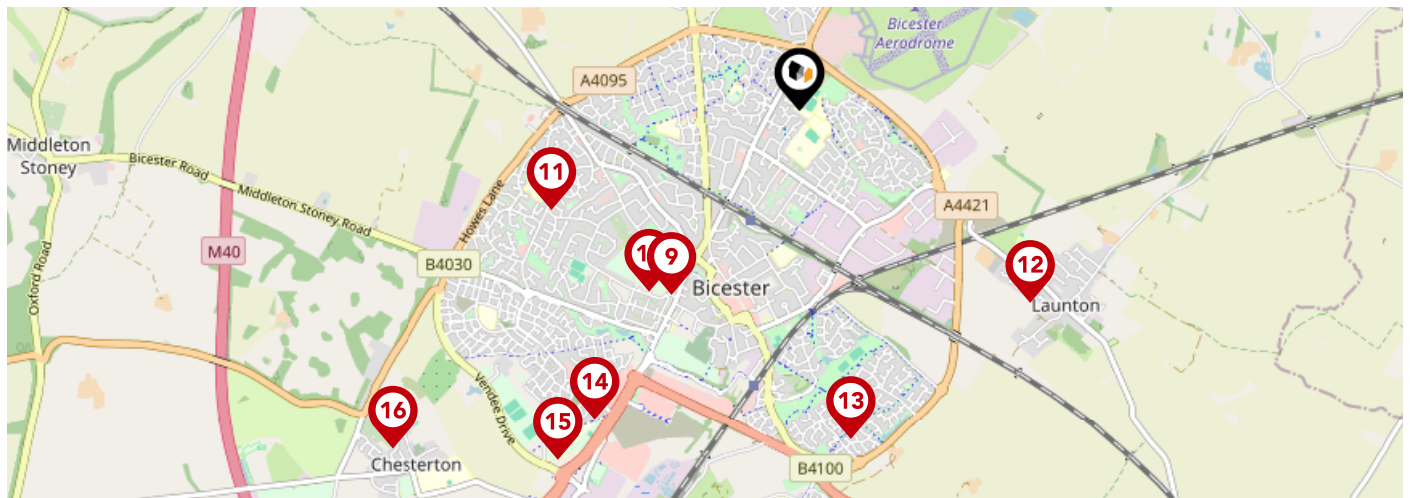 Bicester
Aerodrome
A4095
Middleton
Stoney
Bicester Road
11
Middleton Stoney Road
Howes Lane
A4421
M40
B4030
1
9
12
Oxford Road
Bicester
Launton
14
13
16
15
Vendee Drive
Chesterton
B4100